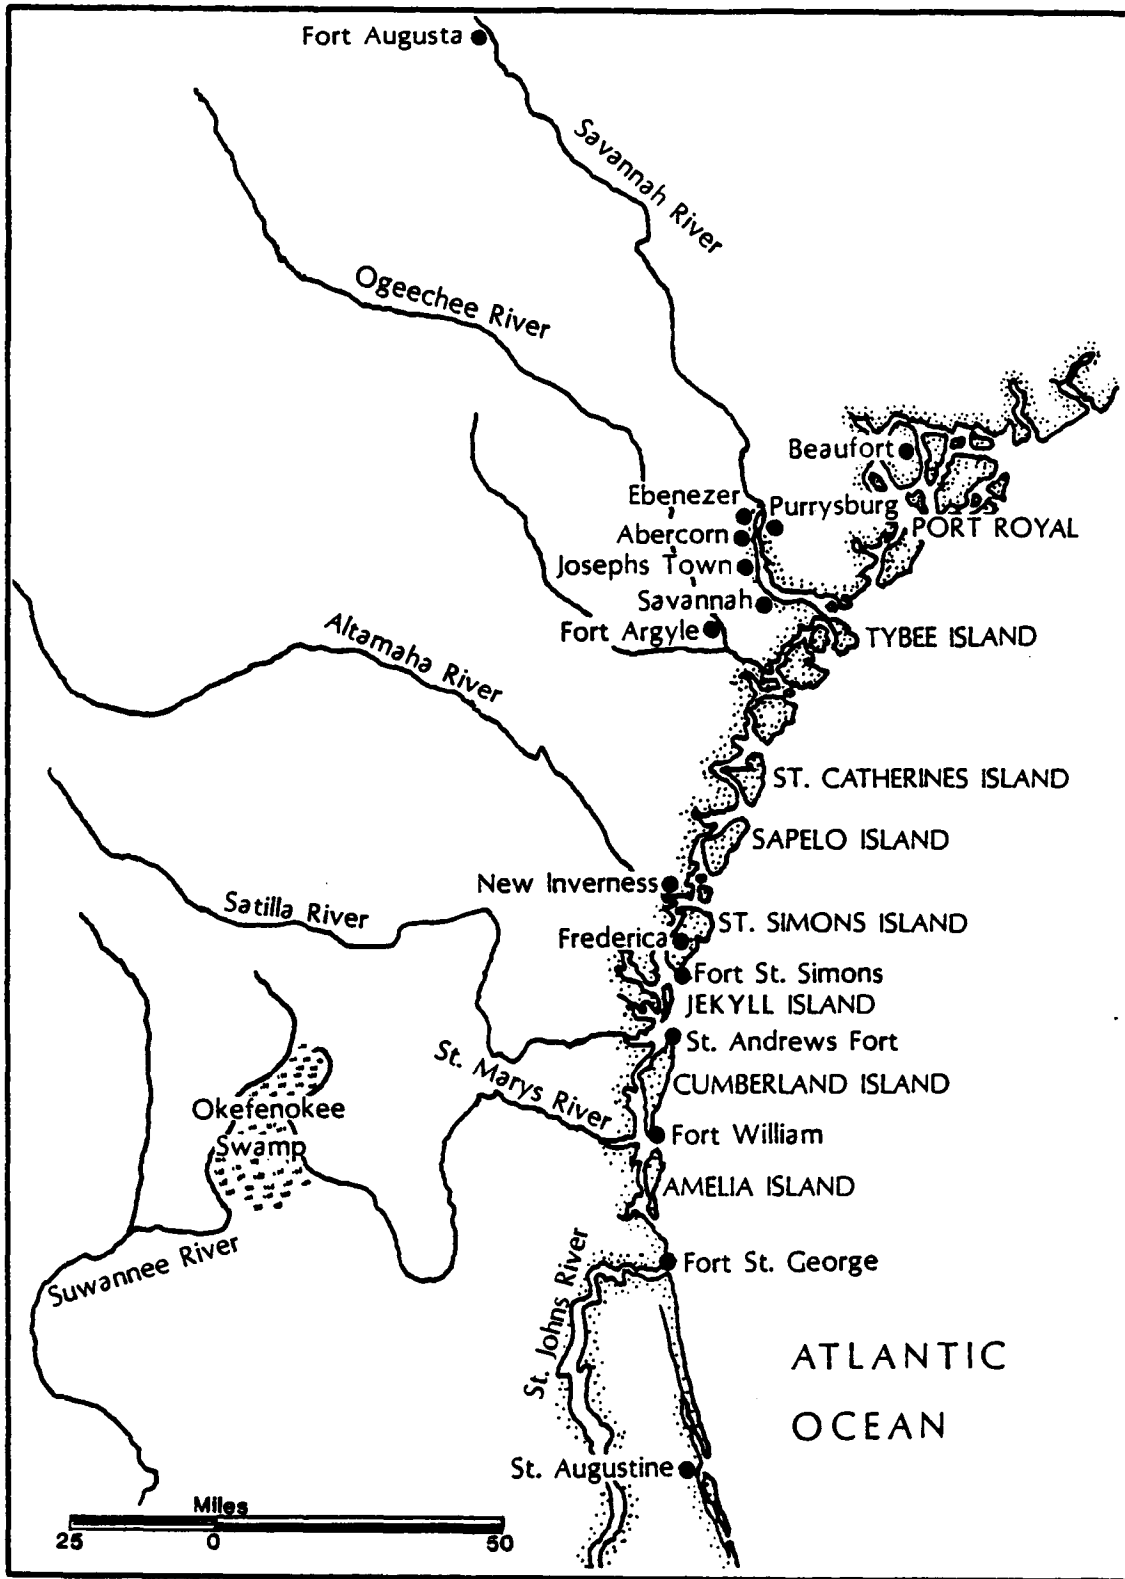 Fort Augusta
Savannah River
Ogeechee River
Beaufort
Ebenezer
Purrysburg
Abercorn
PORT ROYAL
Josephs Town
Savannah
Fort Argyle
TYBEE ISLAND
Altamaha River
ST. CATHERINES ISLAND
SAPELO ISLAND
New Inverness
Satilla River
ST. SIMONS ISLAND
Frederica
Fort St. Simons
JEKYLL ISLAND
St. Andrews Fort
St. Marys River
CUMBERLAND ISLAND
Okefenokee
Swamp
Fort William
AMELIA ISLAND
Suwannee River
Fort St. George
St. Johns River
ATLANTIC
OCEAN
St. Augustine
Miles
25 0 50